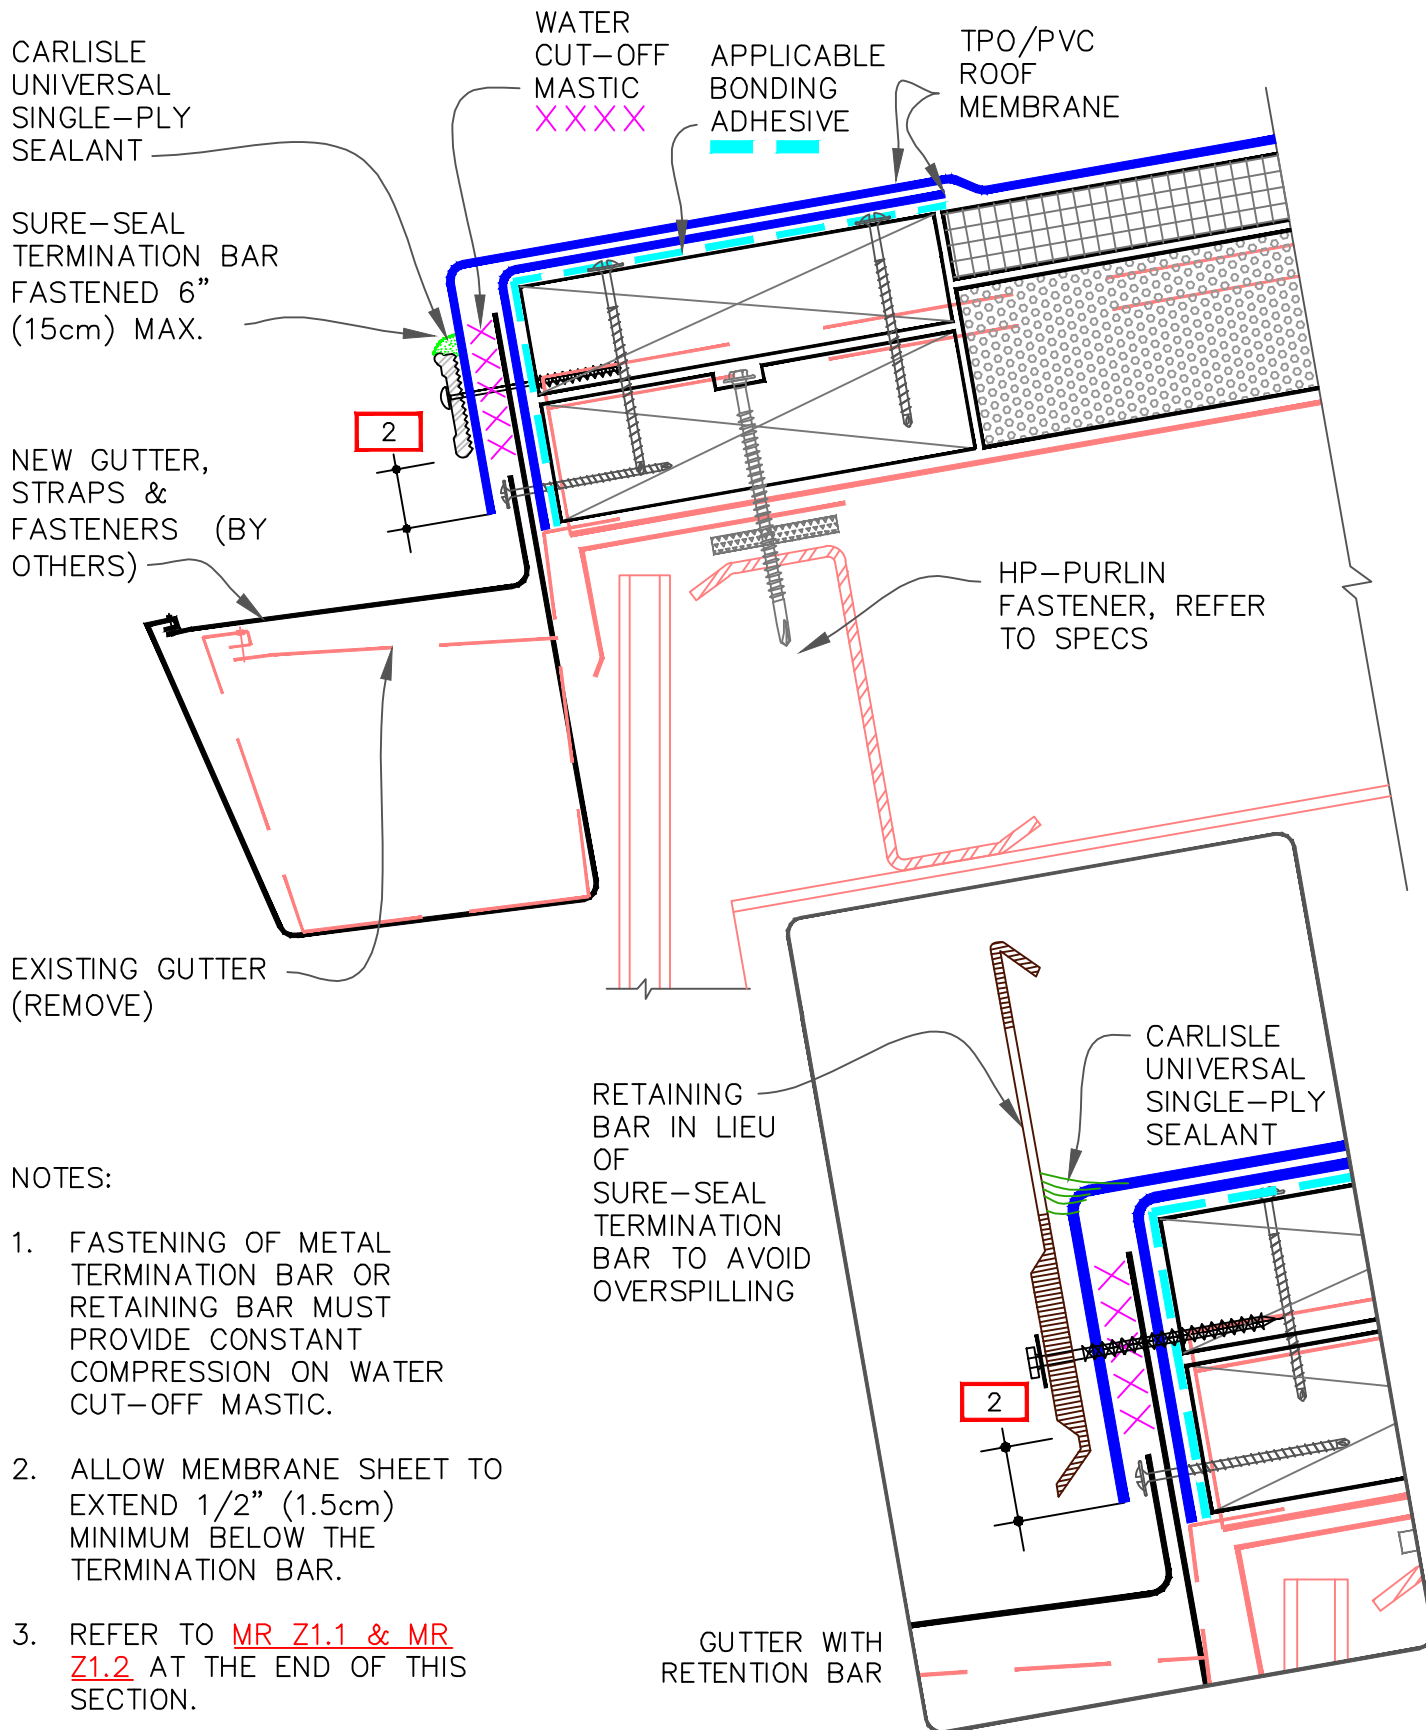 CARLISLE
UNIVERSAL
SINGLE-PLY
SEALANT
WATER
CUT-OFF
MASTIC
APPLICABLE
BONDING
ADHESIVE
TPO/PVC
ROOF
MEMBRANE
SURE-SEAL
TERMINATION BAR
FASTENED 6"
(15cm) MAX.
2
NEW GUTTER,
STRAPS &
FASTENERS (BY
OTHERS)
HP-PURLIN
FASTENER, REFER
TO SPECS
EXISTING GUTTER
(REMOVE)
RETAINING
BAR IN LIEU
OF
SURE-SEAL
TERMINATION
BAR TO AVOID
OVERSPILLING
CARLISLE
UNIVERSAL
SINGLE-PLY
SEALANT
2
GUTTER WITH
RETENTION BAR
NOTES:
1. FASTENING OF METAL
TERMINATION BAR OR
RETAINING BAR MUST
PROVIDE CONSTANT
COMPRESSION ON WATER
CUT-OFF MASTIC.
2. ALLOW MEMBRANE SHEET TO
EXTEND 1/2" (1.5cm)
MINIMUM BELOW THE
TERMINATION BAR.
3. REFER TO MR Z1.1 & MR
Z1.2 AT THE END OF THIS
SECTION.